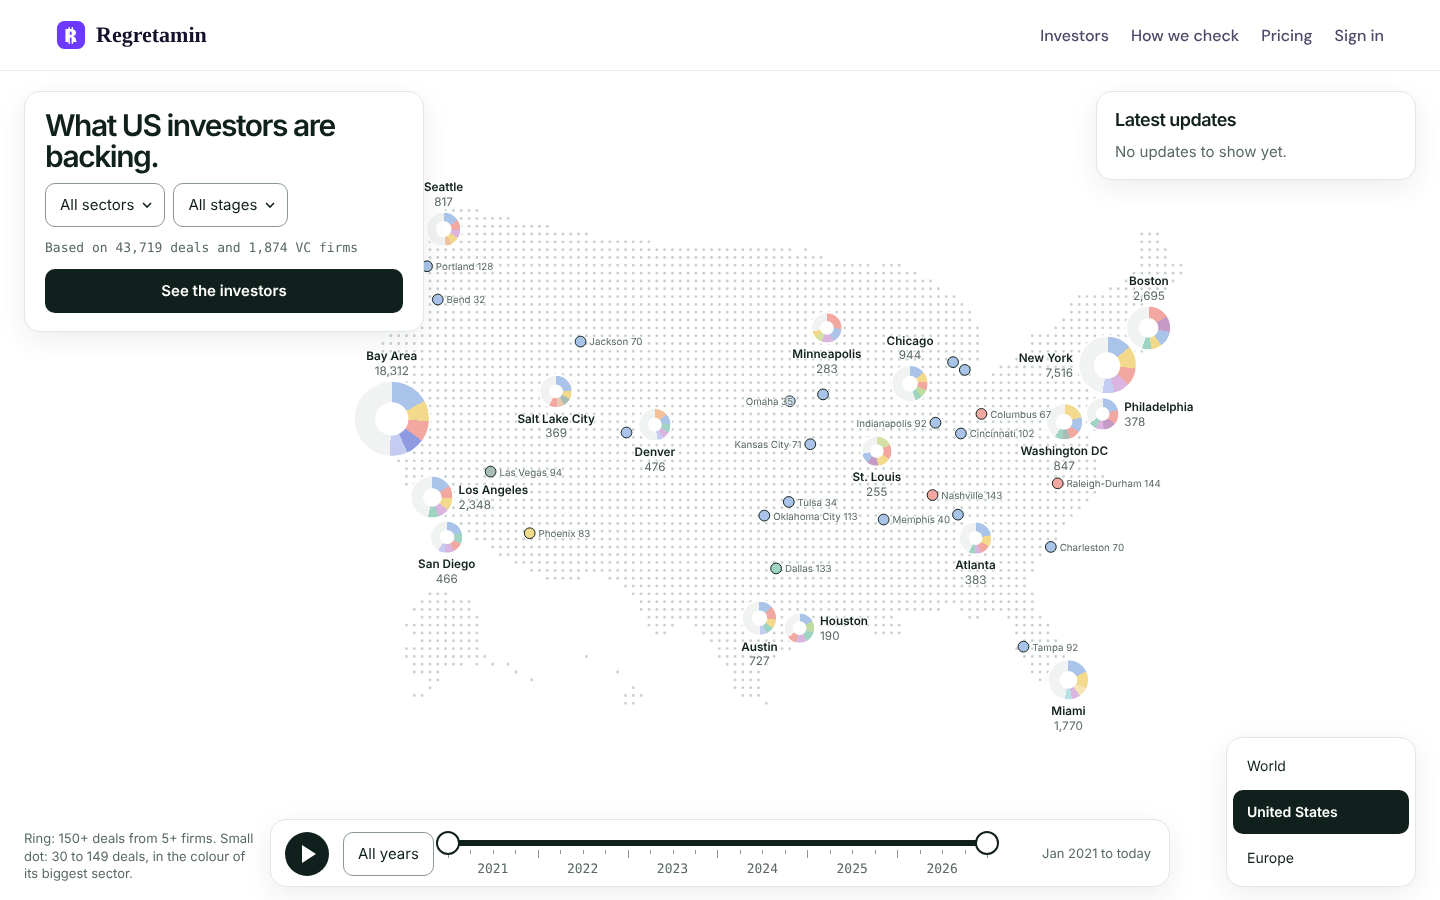 Regretamin
Investors
How we check
Pricing
Sign in
What US investors are
backing.
All sectors
All stages
Based on 43,719 deals and 1,874 VC firms
See the investors
Latest updates
No updates to show yet.
Seattle
817
Portland 128
Bend 32
Boston
2,695
Jackson 70
Minneapolis
283
Chicago
944
Bay Area
18,312
New York
7,516
Omaha 35
Salt Lake City
369
Columbus 67
Philadelphia
378
Indianapolis 92
Cincinnati 102
Denver
476
Kansas City 71
Washington DC
847
Las Vegas 94
St. Louis
255
Raleigh-Durham 144
Los Angeles
2,348
Nashville 143
Tulsa 34
Oklahoma City 113
Memphis 40
Phoenix 83
Charleston 70
San Diego
466
Atlanta
383
Dallas 133
Houston
190
Austin
727
Tampa 92
Miami
1,770
World
United States
Europe
Ring: 150+ deals from 5+ firms. Small
dot: 30 to 149 deals, in the colour of
its biggest sector.
All years
2021
2022
2023
2024
2025
2026
Jan 2021 to today